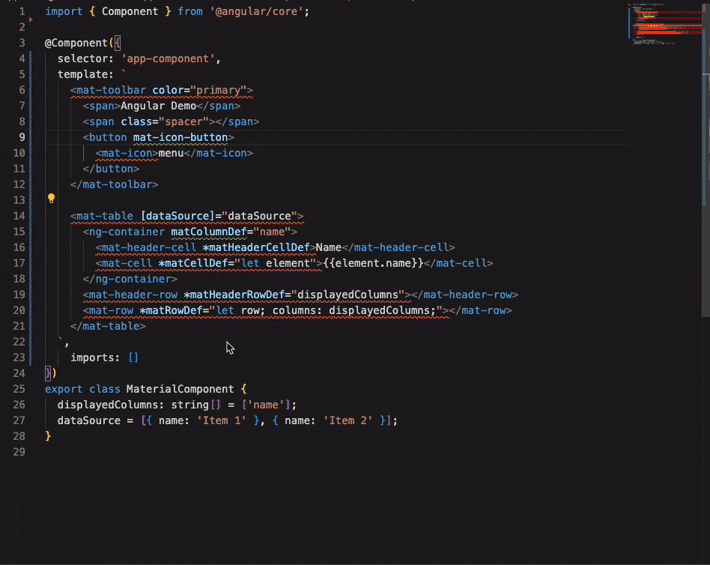 1 import { Component } from '@angular/core';
2
3 @Component({
4   selector: 'app-component',
5   template: `
6     <mat-toolbar color="primary">
7       <span>Angular Demo</span>
8       <span class="spacer"></span>
9       <button mat-icon-button>
10         <mat-icon>menu</mat-icon>
11       </button>
12     </mat-toolbar>
13
14     <mat-table [dataSource]="dataSource">
15       <ng-container matColumnDef="name">
16         <mat-header-cell *matHeaderCellDef>Name</mat-header-cell>
17         <mat-cell *matCellDef="let element">{{element.name}}</mat-cell>
18       </ng-container>
19       <mat-header-row *matHeaderRowDef="displayedColumns"></mat-header-row>
20       <mat-row *matRowDef="let row; columns: displayedColumns;"></mat-row>
21     </mat-table>
22   `,
23     imports: []
24 })
25 export class MaterialComponent {
26   displayedColumns: string[] = ['name'];
27   dataSource = [{ name: 'Item 1' }, { name: 'Item 2' }];
28 }
29